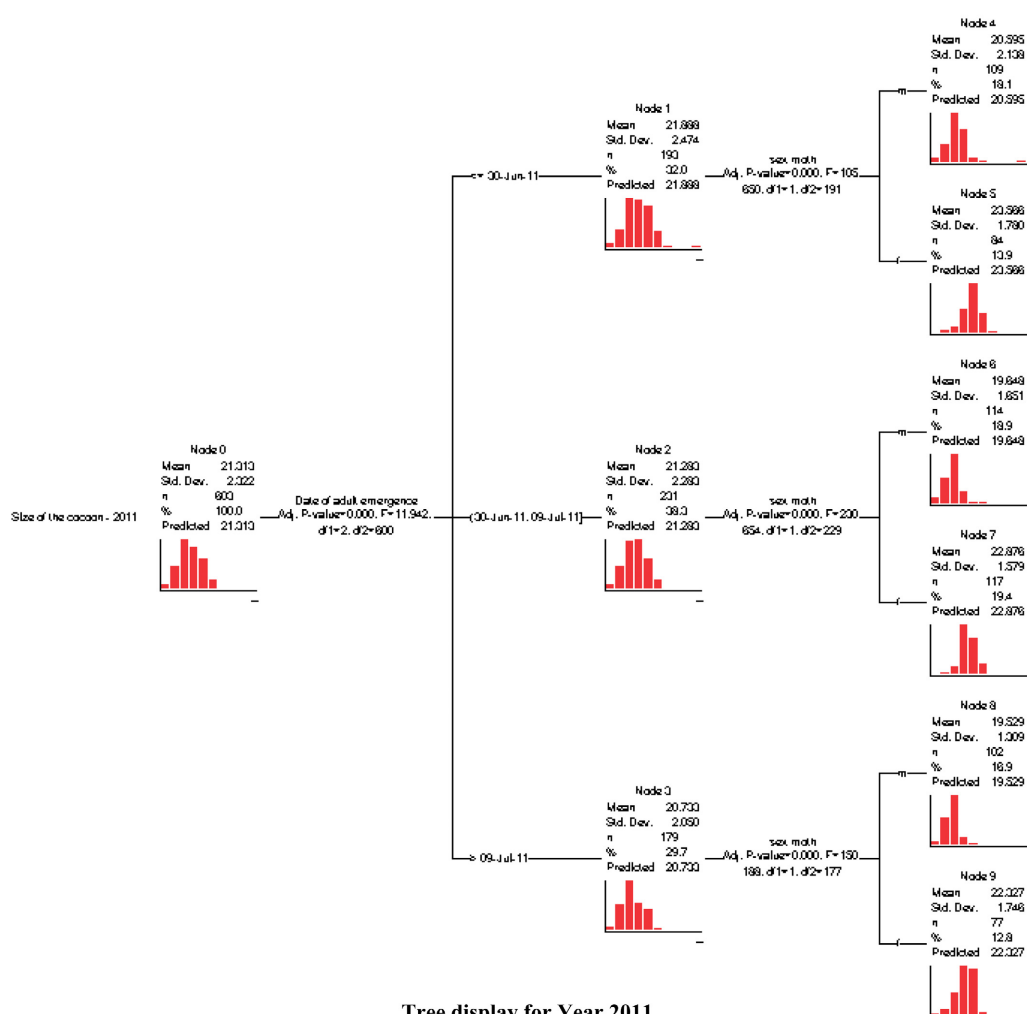 Size of the cocoon - 2011
Node 0
Mean 21.313
Std. Dev. 2.322
n 603
% 100.0
Predicted 21.313
Date of adult emergence
Adj. P-value=0.000, F=11.942,
df1=2, df2=600
<= 30-Jun-11
Node 1
Mean 21.888
Std. Dev. 2.474
n 193
% 32.0
Predicted 21.888
sex moth
Adj. P-value=0.000, F=105
650, df1=1, df2=191
m
Node 4
Mean 20.595
Std. Dev. 2.138
n 109
% 18.1
Predicted 20.595
f
Node 5
Mean 23.566
Std. Dev. 1.780
n 84
% 13.9
Predicted 23.566
(30-Jun-11, 09-Jul-11]
Node 2
Mean 21.283
Std. Dev. 2.283
n 231
% 38.3
Predicted 21.283
sex moth
Adj. P-value=0.000, F=230
654, df1=1, df2=229
m
Node 6
Mean 19.648
Std. Dev. 1.651
n 114
% 18.9
Predicted 19.648
f
Node 7
Mean 22.876
Std. Dev. 1.579
n 117
% 19.4
Predicted 22.876
> 09-Jul-11
Node 3
Mean 20.733
Std. Dev. 2.050
n 179
% 29.7
Predicted 20.733
sex moth
Adj. P-value=0.000, F=150
188, df1=1, df2=177
m
Node 8
Mean 19.529
Std. Dev. 1.309
n 102
% 16.9
Predicted 19.529
f
Node 9
Mean 22.327
Std. Dev. 1.746
n 77
% 12.8
Predicted 22.327
Tree display for Year 2011